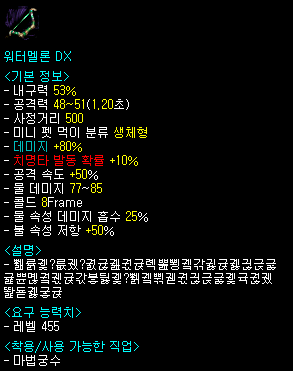 워터멜론 DX
<기본 정보>
- 내구력 53%
- 공격력 48~51(1,20초)
- 사정거리 500
- 미니 펫 먹이 분류 생체형
- 데미지 +80%
- 치명타 발동 확률 +10%
- 공격 속도 +50%
- 물 데미지 77~85
- 콜드 8Frame
- 물 속성 데미지 흡수 25%
- 불 속성 저항 +50%
<설명>
<요구 능력치>
- 레벨 455
<착용/사용 가능한 직업>
- 마법궁수